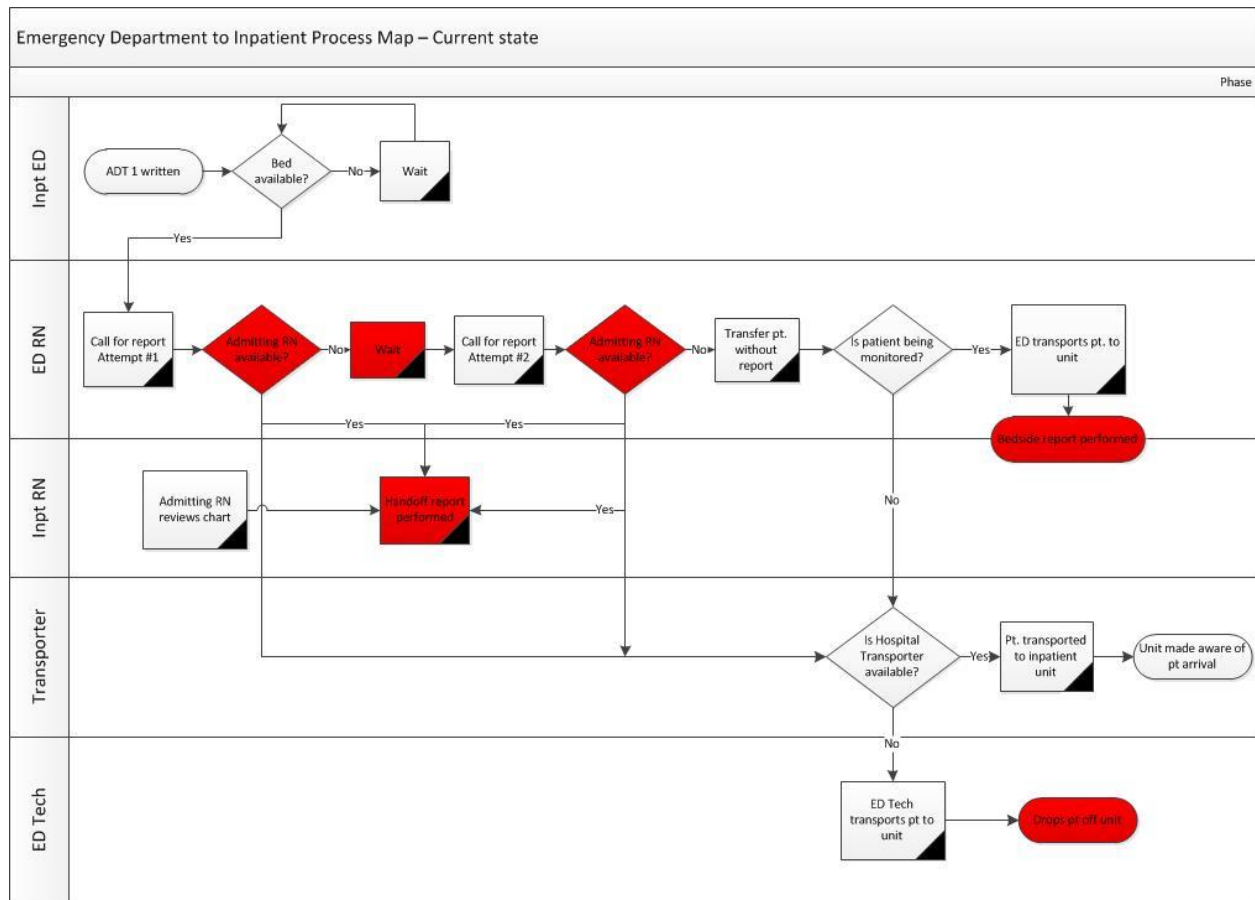 Emergency Department to Inpatient Process Map – Current state
Phase
Inpt ED
ADT 1 written
Bed
available?
No
Wait
Yes
ED RN
Call for report
Attempt #1
Admitting RN
available?
No
Wait
Call for report
Attempt #2
Admitting RN
available?
No
Transfer pt.
without
report
Is patient being
monitored?
Yes
ED transports pt. to
unit
Yes
Yes
Bedside report performed
Inpt RN
Admitting RN
reviews chart
Handoff report
performed
Yes
No
Transporter
Is Hospital
Transporter
available?
Yes
Pt. transported
to inpatient
unit
Unit made aware of
pt arrival
No
ED Tech
ED Tech
transports pt to
unit
Drops pt off unit